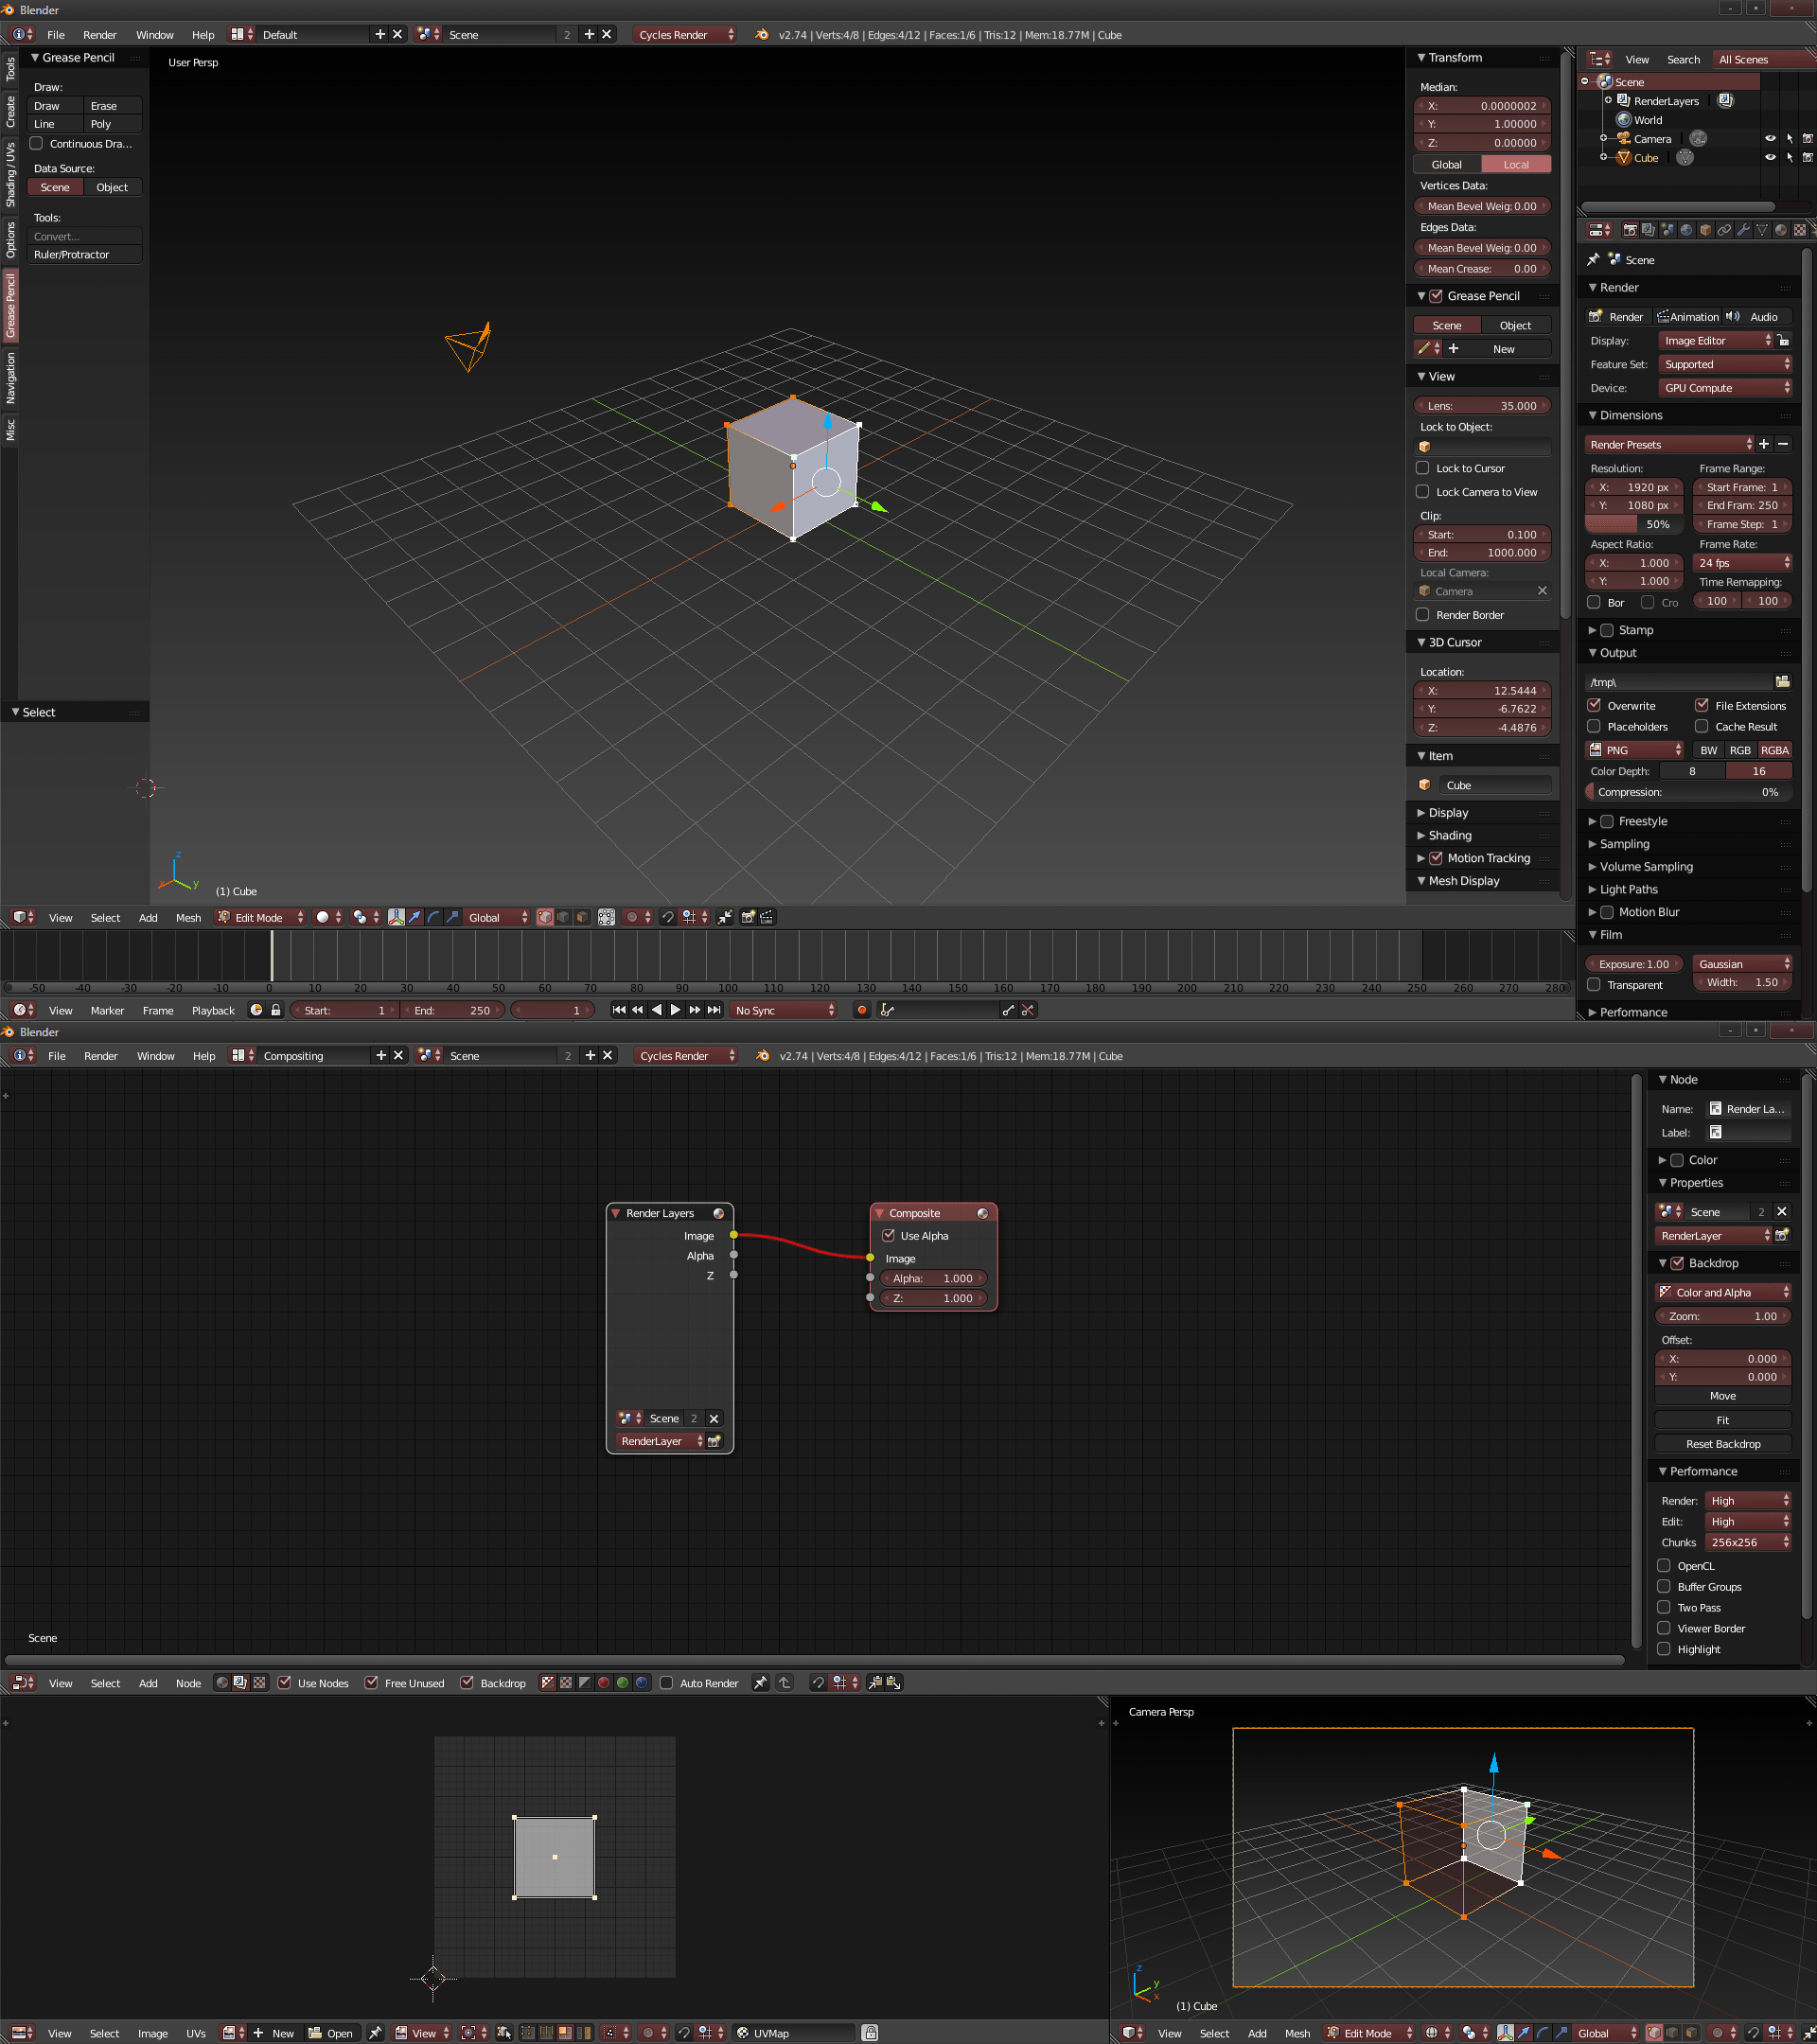 Blender
File Render Window Help Default Scene 2 Cycles Render v2.74 | Verts:4/8 | Edges:4/12 | Faces:1/6 | Tris:12 | Mem:18.77M | Cube
Tools
Create
Shading / UVs
Options
Grease Pencil
Navigation
Misc
Grease Pencil
Draw:
Draw Erase
Line Poly
Continuous Dra...
Data Source:
Scene Object
Tools:
Convert...
Ruler/Protractor
Select
User Persp
(1) Cube
Transform
Median:
X: 0.0000002
Y: 1.00000
Z: 0.00000
Global Local
Vertices Data:
Mean Bevel Weig: 0.00
Edges Data:
Mean Bevel Weig: 0.00
Mean Crease: 0.00
Grease Pencil
Scene Object
New
View
Lens: 35.000
Lock to Object:
Lock to Cursor
Lock Camera to View
Clip:
Start: 0.100
End: 1000.000
Local Camera:
Camera
Render Border
3D Cursor
Location:
X: 12.5444
Y: -6.7622
Z: -4.4876
Item
Cube
Display
Shading
Motion Tracking
Mesh Display
View Search All Scenes
Scene
RenderLayers
World
Camera
Cube
Scene
Render
Render Animation Audio
Display: Image Editor
Feature Set: Supported
Device: GPU Compute
Dimensions
Render Presets
Resolution: Frame Range:
X: 1920 px Start Frame: 1
Y: 1080 px End Fram: 250
50% Frame Step: 1
Aspect Ratio: Frame Rate:
X: 1.000 24 fps
Y: 1.000 Time Remapping:
Bor Cro 100 100
Stamp
Output
/tmp\
Overwrite File Extensions
Placeholders Cache Result
PNG BW RGB RGBA
Color Depth: 8 16
Compression: 0%
Freestyle
Sampling
Volume Sampling
Light Paths
Motion Blur
Film
Exposure: 1.00 Gaussian
Transparent Width: 1.50
Performance
View Select Add Mesh Edit Mode Global
-50 -40 -30 -20 -10 0 10 20 30 40 50 60 70 80 90 100 110 120 130 140 150 160 170 180 190 200 210 220 230 240 250 260 270 280
View Marker Frame Playback Start: 1 End: 250 1 No Sync
Blender
File Render Window Help Compositing Scene 2 Cycles Render v2.74 | Verts:4/8 | Edges:4/12 | Faces:1/6 | Tris:12 | Mem:18.77M | Cube
Render Layers
Image
Alpha
Z
Scene 2
RenderLayer
Composite
Use Alpha
Image
Alpha: 1.000
Z: 1.000
Scene
Node
Name: Render La...
Label:
Color
Properties
Scene 2
RenderLayer
Backdrop
Color and Alpha
Zoom: 1.00
Offset:
X: 0.000
Y: 0.000
Move
Fit
Reset Backdrop
Performance
Render: High
Edit: High
Chunks 256x256
OpenCL
Buffer Groups
Two Pass
Viewer Border
Highlight
View Select Add Node Use Nodes Free Unused Backdrop Auto Render
Camera Persp
(1) Cube
View Select Image UVs New Open View UVMap
View Select Add Mesh Edit Mode Global